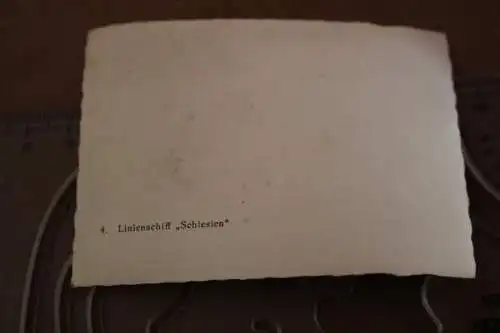 4. Linienschiff „Schlesien“